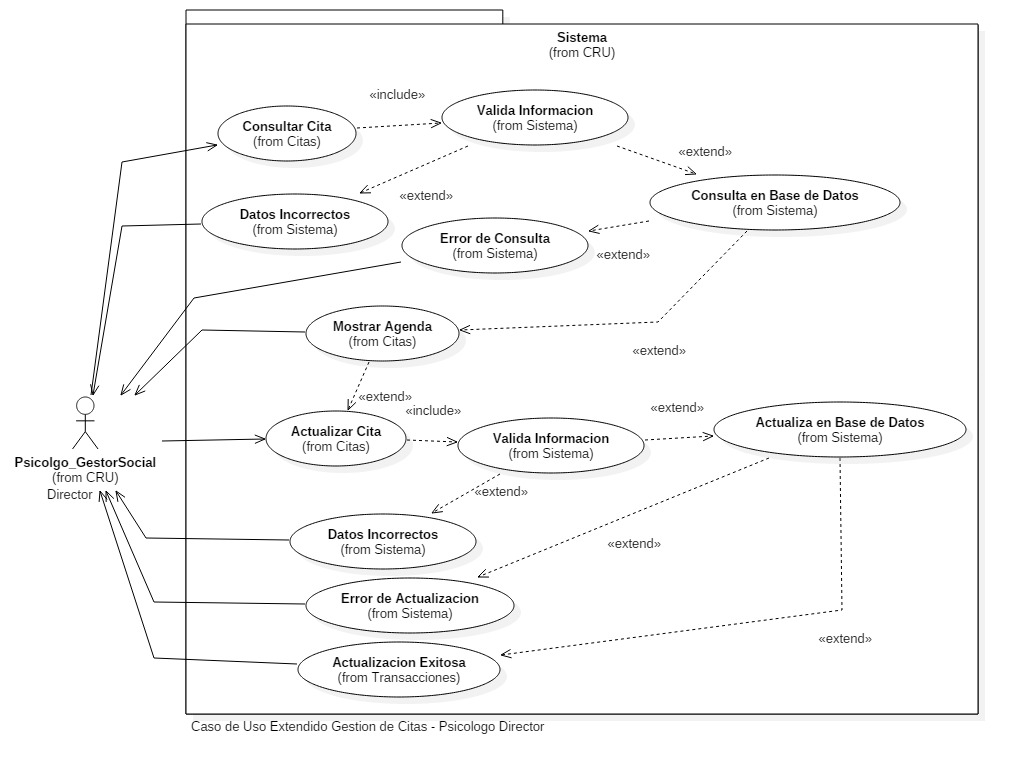 Sistema
(from CRU)
«include»
Valida Informacion
(from Sistema)
Consultar Cita
(from Citas)
«extend»
«extend»
Consulta en Base de Datos
(from Sistema)
Datos Incorrectos
(from Sistema)
Error de Consulta
(from Sistema)
«extend»
Mostrar Agenda
(from Citas)
«extend»
«extend»
«include»
«extend»
Actualizar Cita
(from Citas)
Valida Informacion
(from Sistema)
Actualiza en Base de Datos
(from Sistema)
Psicolgo_GestorSocial
(from CRU)
Director
«extend»
Datos Incorrectos
(from Sistema)
«extend»
Error de Actualizacion
(from Sistema)
«extend»
Actualizacion Exitosa
(from Transacciones)
Caso de Uso Extendido Gestion de Citas - Psicologo Director